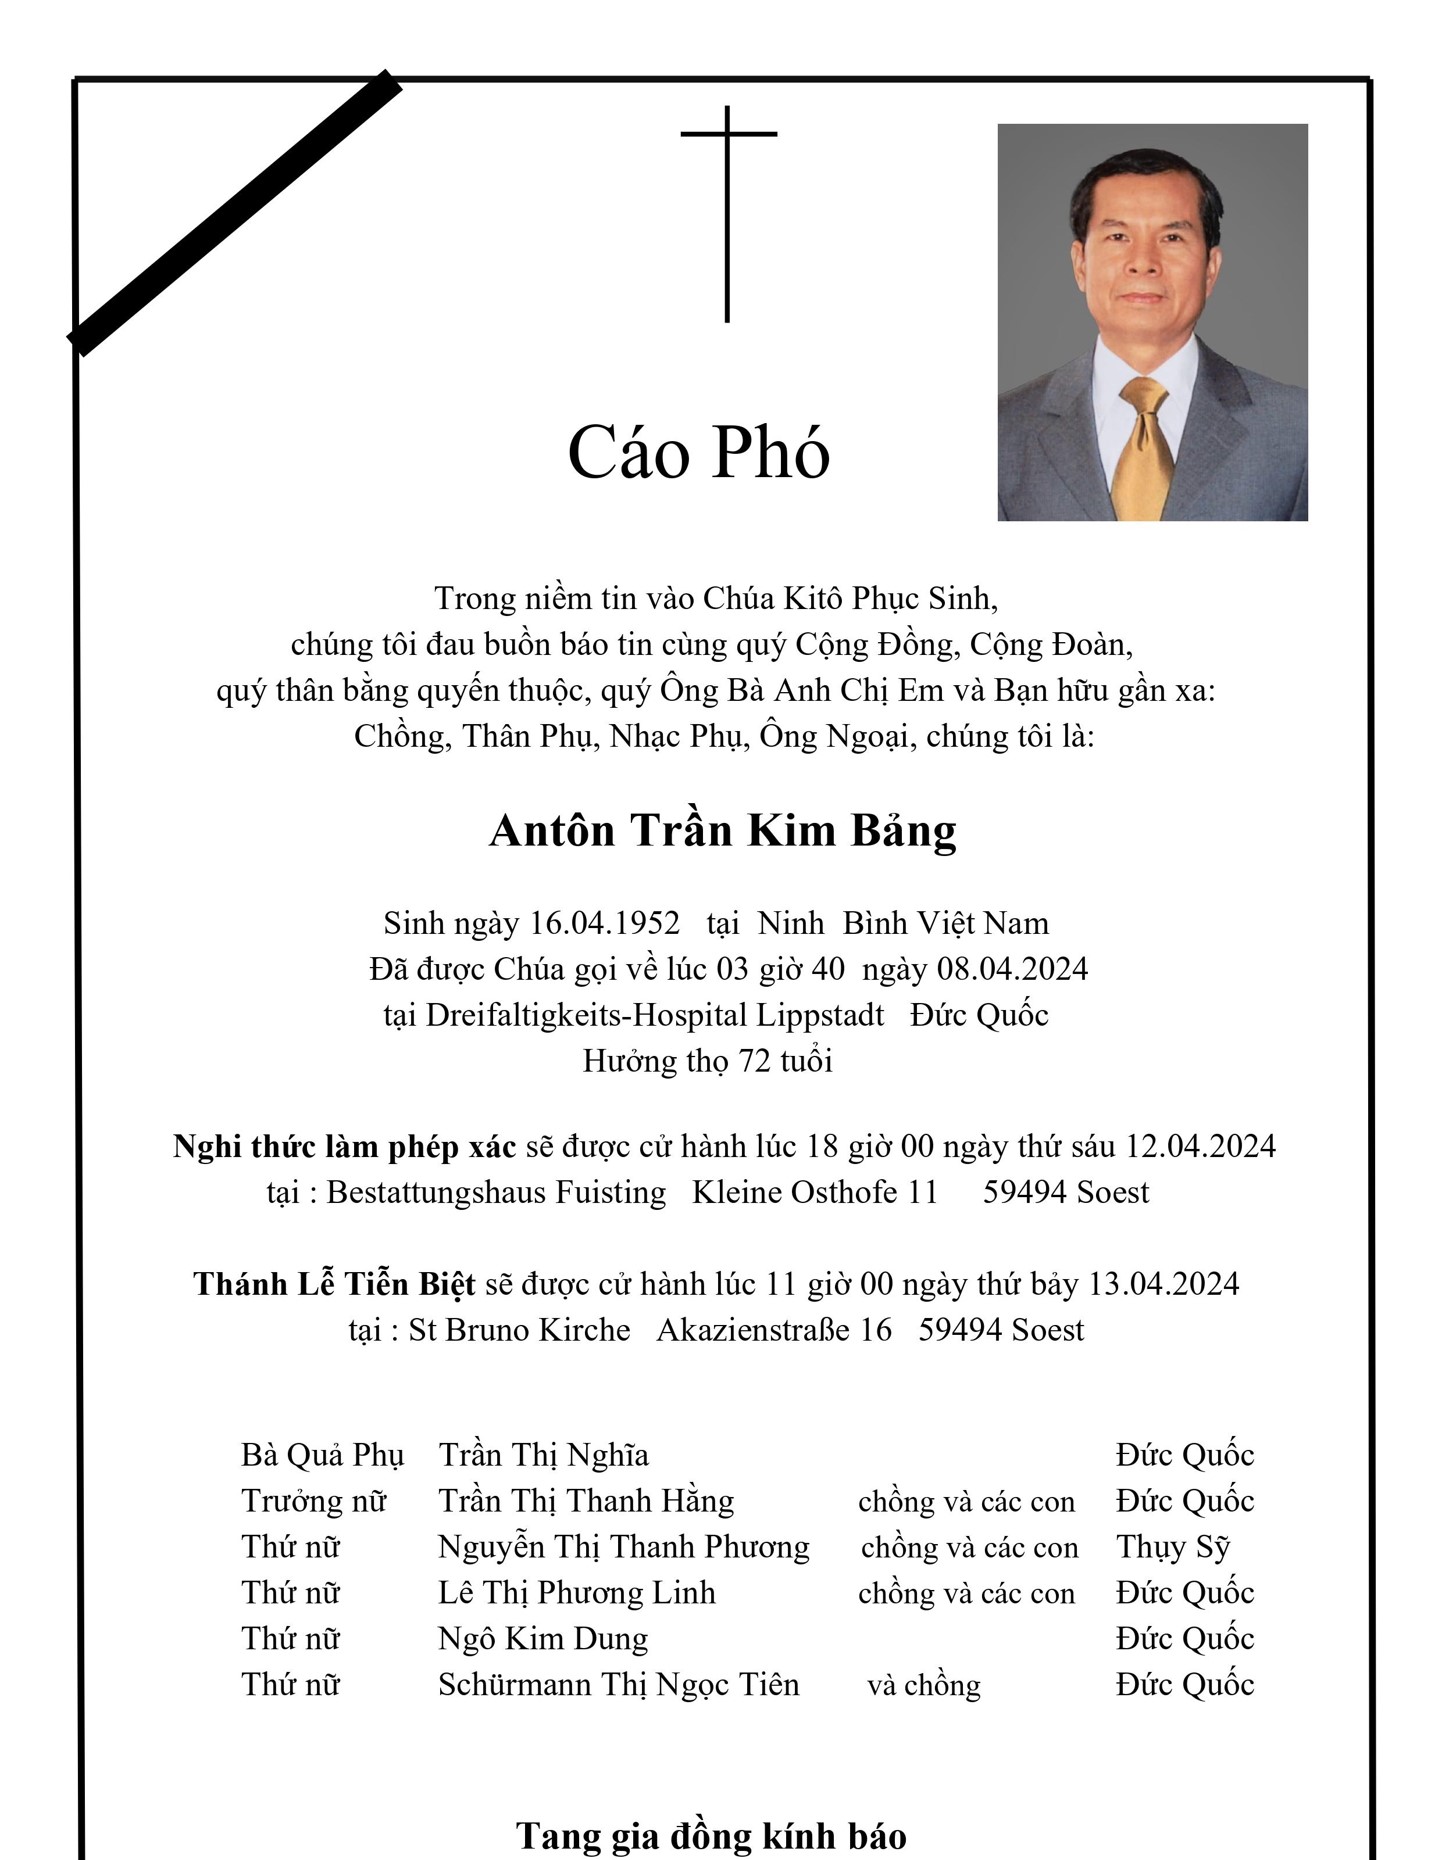 Cáo Phó
Trong niềm tin vào Chúa Kitô Phục Sinh,
chúng tôi đau buồn báo tin cùng quý Cộng Đồng, Cộng Đoàn,
quý thân bằng quyến thuộc, quý Ông Bà Anh Chị Em và Bạn hữu gần xa:
Chồng, Thân Phụ, Nhạc Phụ, Ông Ngoại, chúng tôi là:
Antôn Trần Kim Bảng
Sinh ngày 16.04.1952 tại Ninh Bình Việt Nam
Đã được Chúa gọi về lúc 03 giờ 40 ngày 08.04.2024
tại Dreifaltigkeits-Hospital Lippstadt Đức Quốc
Hưởng thọ 72 tuổi
Nghi thức làm phép xác sẽ được cử hành lúc 18 giờ 00 ngày thứ sáu 12.04.2024
tại : Bestattungshaus Fuisting Kleine Osthofe 11 59494 Soest
Thánh Lễ Tiễn Biệt sẽ được cử hành lúc 11 giờ 00 ngày thứ bảy 13.04.2024
tại : St Bruno Kirche Akazienstraße 16 59494 Soest
Bà Quả Phụ Trần Thị Nghĩa Đức Quốc
Trưởng nữ Trần Thị Thanh Hằng chồng và các con Đức Quốc
Thứ nữ Nguyễn Thị Thanh Phương chồng và các con Thụy Sỹ
Thứ nữ Lê Thị Phương Linh chồng và các con Đức Quốc
Thứ nữ Ngô Kim Dung Đức Quốc
Thứ nữ Schürmann Thị Ngọc Tiên và chồng Đức Quốc
Tang gia đồng kính báo